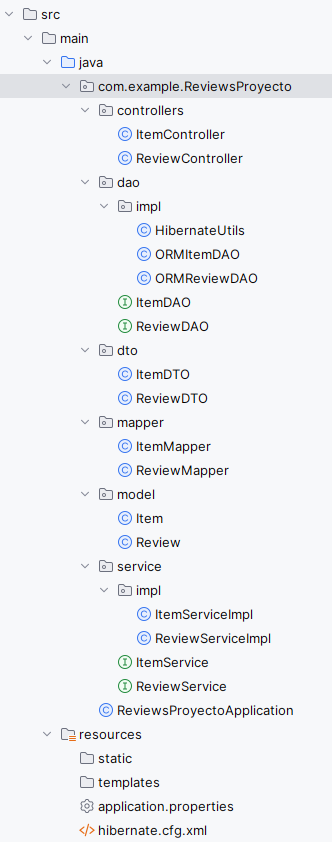 src
main
java
com.example.ReviewsProyecto
controllers
ItemController
ReviewController
dao
impl
HibernateUtils
ORMItemDAO
ORMReviewDAO
ItemDAO
ReviewDAO
dto
ItemDTO
ReviewDTO
mapper
ItemMapper
ReviewMapper
model
Item
Review
service
impl
ItemServiceImpl
ReviewServiceImpl
ItemService
ReviewService
ReviewsProyectoApplication
resources
static
templates
application.properties
hibernate.cfg.xml